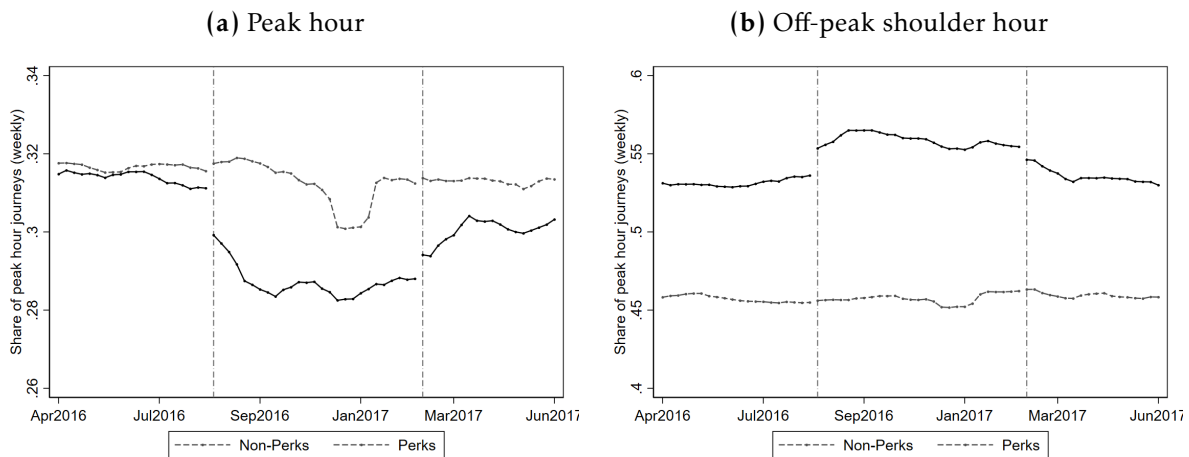 (a) Peak hour
Share of peak hour journeys (weekly)
.34
.32
.3
.28
.26
Apr2016 Jul2016 Sep2016 Jan2017 Mar2017 Jun2017
Non-Perks Perks
(b) Off-peak shoulder hour
Share of peak hour journeys (weekly)
.6
.55
.5
.45
.4
Apr2016 Jul2016 Sep2016 Jan2017 Mar2017 Jun2017
Non-Perks Perks